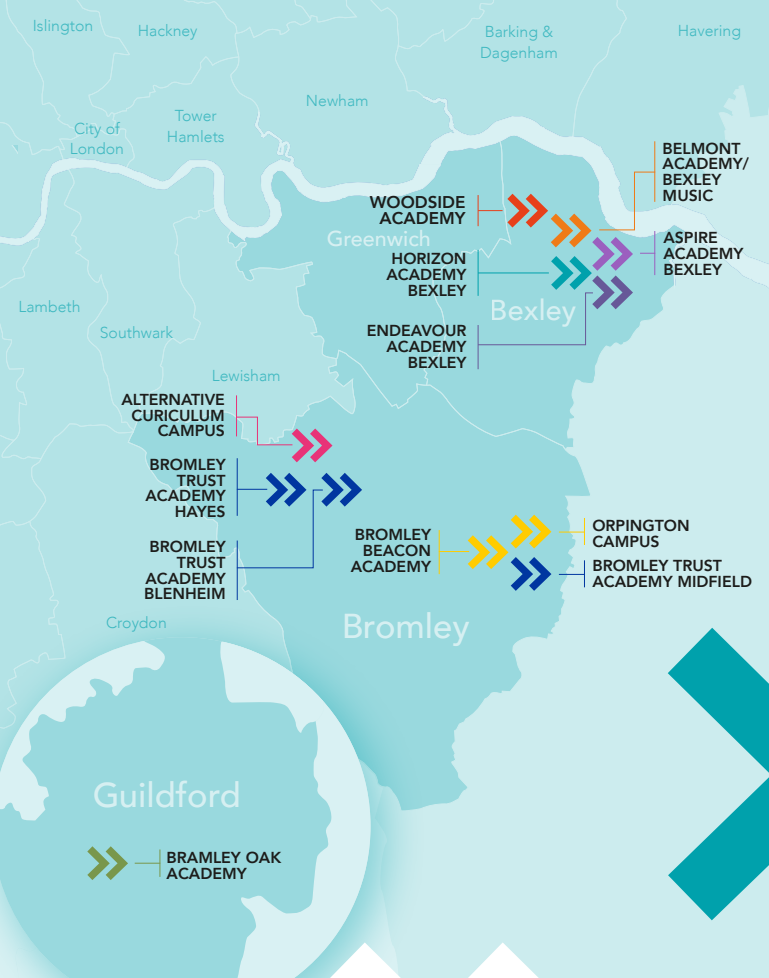 Islington
Hackney
Barking &
Dagenham
Havering
Newham
City of
London
Tower
Hamlets
BELMONT
ACADEMY/
BEXLEY
MUSIC
WOODSIDE
ACADEMY
Greenwich
ASPIRE
ACADEMY
BEXLEY
HORIZON
ACADEMY
BEXLEY
Bexley
Lambeth
Southwark
ENDEAVOUR
ACADEMY
BEXLEY
Lewisham
ALTERNATIVE
CURICULUM
CAMPUS
BROMLEY
TRUST
ACADEMY
HAYES
BROMLEY
TRUST
ACADEMY
BLENHEIM
BROMLEY
BEACON
ACADEMY
ORPINGTON
CAMPUS
BROMLEY TRUST
ACADEMY MIDFIELD
Croydon
Bromley
Guildford
BRAMLEY OAK
ACADEMY